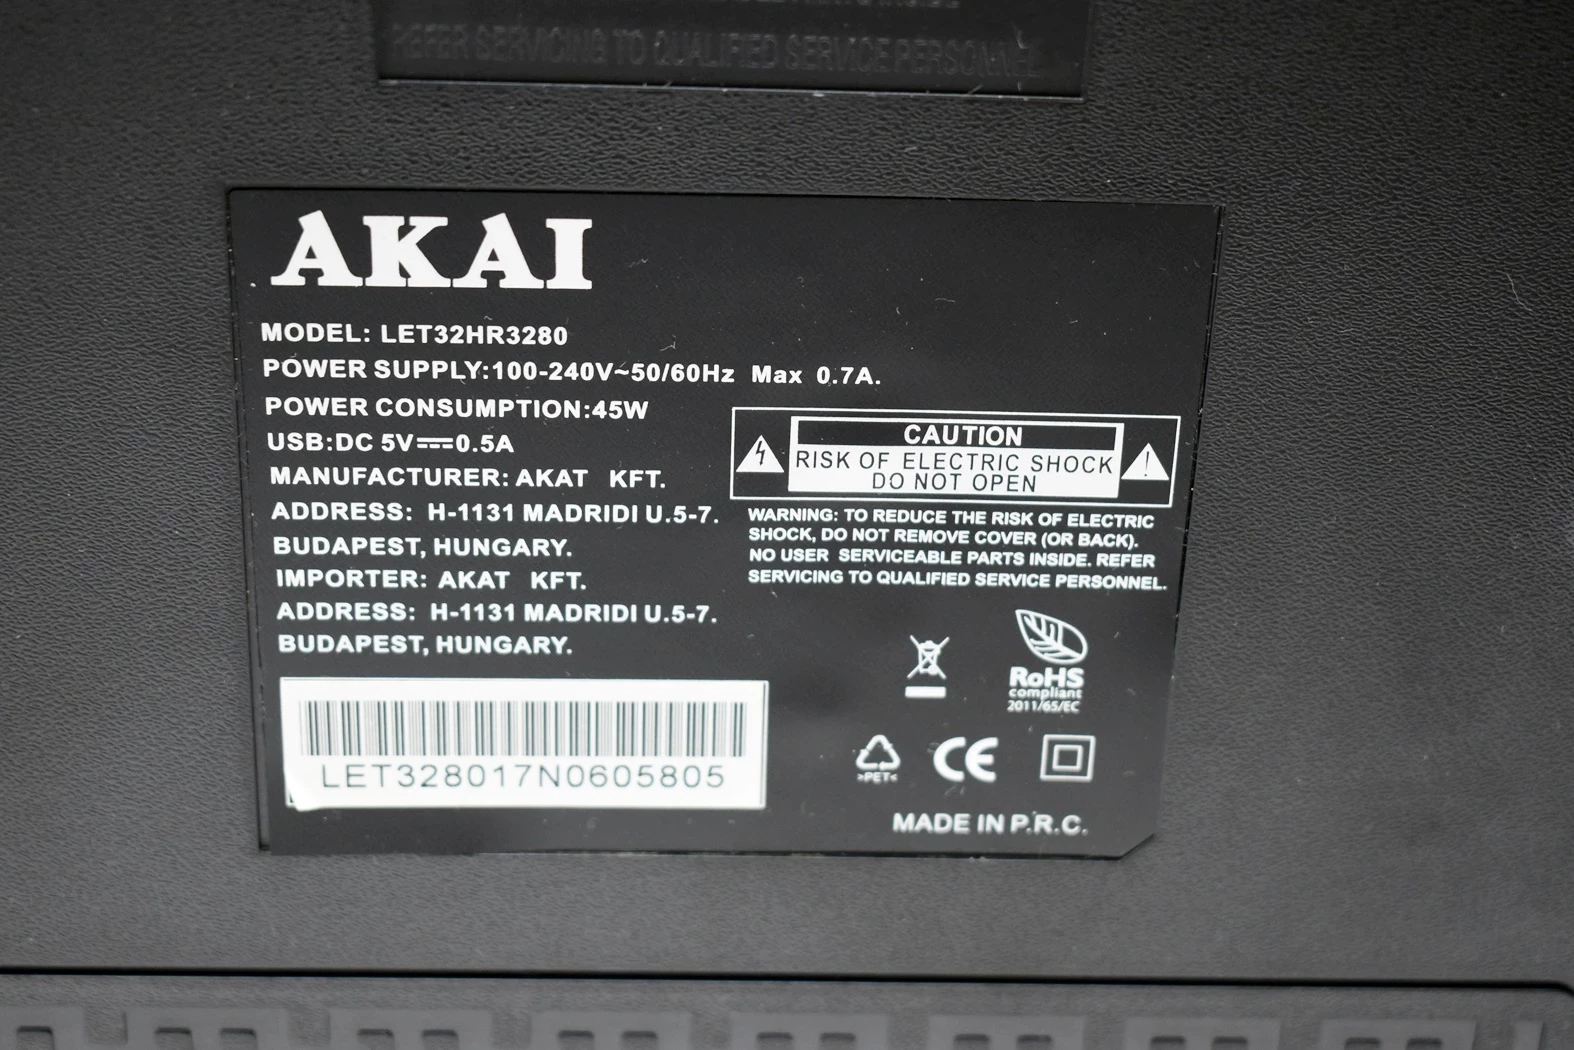 REFER SERVICING TO QUALIFIED SERVICE PERSONNEL
AKAI
MODEL: LET32HR3280
POWER SUPPLY:100-240V~50/60Hz Max 0.7A.
POWER CONSUMPTION:45W
USB:DC 5V⎓0.5A
MANUFACTURER: AKAT KFT.
ADDRESS: H-1131 MADRIDI U.5-7.
BUDAPEST, HUNGARY.
IMPORTER: AKAT KFT.
ADDRESS: H-1131 MADRIDI U.5-7.
BUDAPEST, HUNGARY.
LET328017N0605805
CAUTION
RISK OF ELECTRIC SHOCK
DO NOT OPEN
WARNING: TO REDUCE THE RISK OF ELECTRIC
SHOCK, DO NOT REMOVE COVER (OR BACK).
NO USER SERVICEABLE PARTS INSIDE. REFER
SERVICING TO QUALIFIED SERVICE PERSONNEL.
RoHS
compliant
2011/65/EC
>PET<
CE
MADE IN P.R.C.